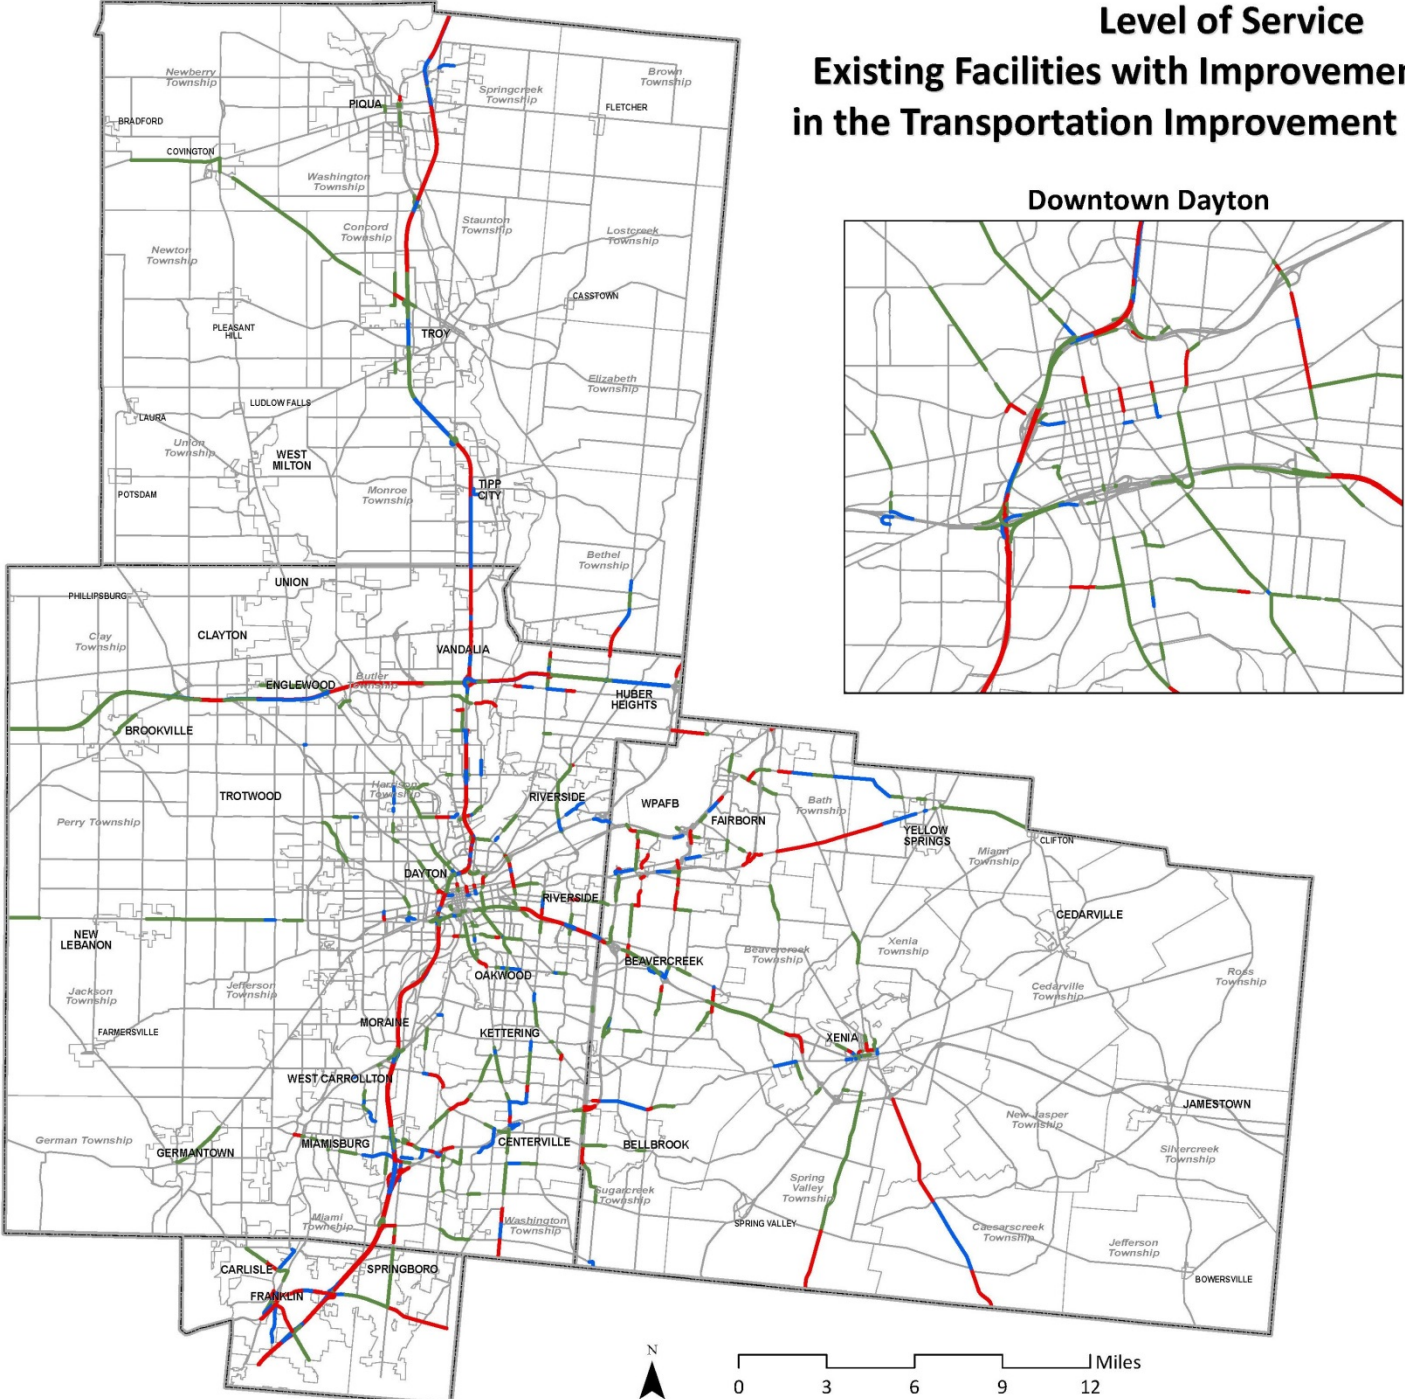 Level of Service
Existing Facilities with Improvemen
in the Transportation Improvement
Downtown Dayton
Newberry
Township
Brown
Township
Springcreek
Township
PIQUA
FLETCHER
BRADFORD
COVINGTON
Washington
Township
Concord
Township
Staunton
Township
Lostcreek
Township
Newton
Township
CASSTOWN
PLEASANT
HILL
TROY
Elizabeth
Township
LUDLOW FALLS
LAURA
Union
Township
WEST
MILTON
POTSDAM
Monroe
Township
TIPP
CITY
Bethel
Township
UNION
PHILLIPSBURG
Clay
Township
CLAYTON
VANDALIA
Butler
Township
ENGLEWOOD
HUBER
HEIGHTS
BROOKVILLE
TROTWOOD
Harrison
Township
RIVERSIDE
WPAFB
Bath
Township
FAIRBORN
Perry Township
YELLOW
SPRINGS
Miami
Township
CLIFTON
DAYTON
RIVERSIDE
CEDARVILLE
NEW
LEBANON
Beavercreek
Township
Xenia
Township
BEAVERCREEK
OAKWOOD
Ross
Township
Jackson
Township
Jefferson
Township
Cedarville
Township
MORAINE
FARMERSVILLE
KETTERING
XENIA
WEST CARROLLTON
JAMESTOWN
New Jasper
Township
German Township
GERMANTOWN
MIAMISBURG
CENTERVILLE
BELLBROOK
Silvercreek
Township
Spring
Valley
Township
Sugarcreek
Township
Miami
Township
Washington
Township
SPRING VALLEY
Caesarscreek
Township
Jefferson
Township
CARLISLE
SPRINGBORO
BOWERSVILLE
FRANKLIN
N
Miles
0 3 6 9 12